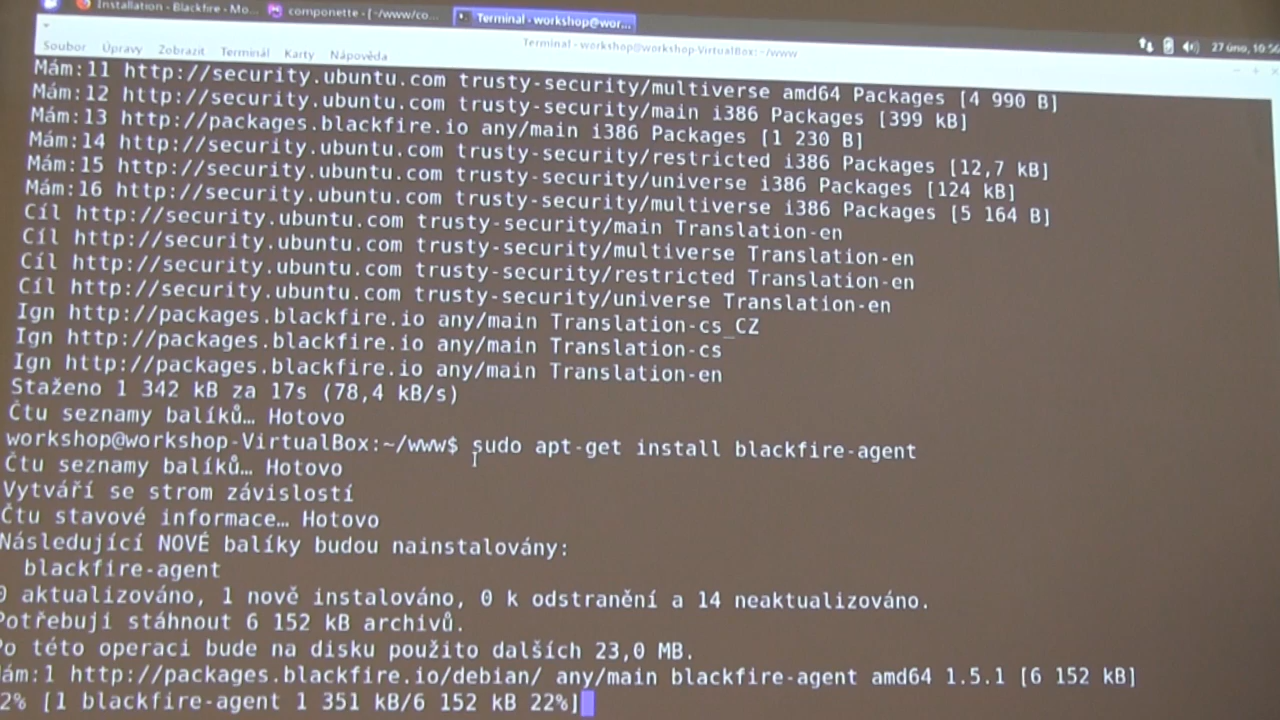 Installation - Blackfire - Mo...
componette - [~/www/co...
Terminal - workshop@wor...
Terminal - workshop@workshop-VirtualBox: ~/www
27 úno, 10:56
Soubor Úpravy Zobrazit Terminál Karty Nápověda
Mám:11 http://security.ubuntu.com trusty-security/multiverse amd64 Packages [4 990 B]
Mám:12 http://security.ubuntu.com trusty-security/main i386 Packages [399 kB]
Mám:13 http://packages.blackfire.io any/main i386 Packages [1 230 B]
Mám:14 http://security.ubuntu.com trusty-security/restricted i386 Packages [12,7 kB]
Mám:15 http://security.ubuntu.com trusty-security/universe i386 Packages [124 kB]
Mám:16 http://security.ubuntu.com trusty-security/multiverse i386 Packages [5 164 B]
Cíl http://security.ubuntu.com trusty-security/main Translation-en
Cíl http://security.ubuntu.com trusty-security/multiverse Translation-en
Cíl http://security.ubuntu.com trusty-security/restricted Translation-en
Cíl http://security.ubuntu.com trusty-security/universe Translation-en
Ign http://packages.blackfire.io any/main Translation-cs_CZ
Ign http://packages.blackfire.io any/main Translation-cs
Ign http://packages.blackfire.io any/main Translation-en
Staženo 1 342 kB za 17s (78,4 kB/s)
Čtu seznamy balíků… Hotovo
workshop@workshop-VirtualBox:~/www$ sudo apt-get install blackfire-agent
Čtu seznamy balíků… Hotovo
Vytváří se strom závislostí
Čtu stavové informace… Hotovo
Následující NOVÉ balíky budou nainstalovány:
blackfire-agent
0 aktualizováno, 1 nově instalováno, 0 k odstranění a 14 neaktualizováno.
Potřebuji stáhnout 6 152 kB archivů.
Po této operaci bude na disku použito dalších 23,0 MB.
Mám:1 http://packages.blackfire.io/debian/ any/main blackfire-agent amd64 1.5.1 [6 152 kB]
2% [1 blackfire-agent 1 351 kB/6 152 kB 22%]